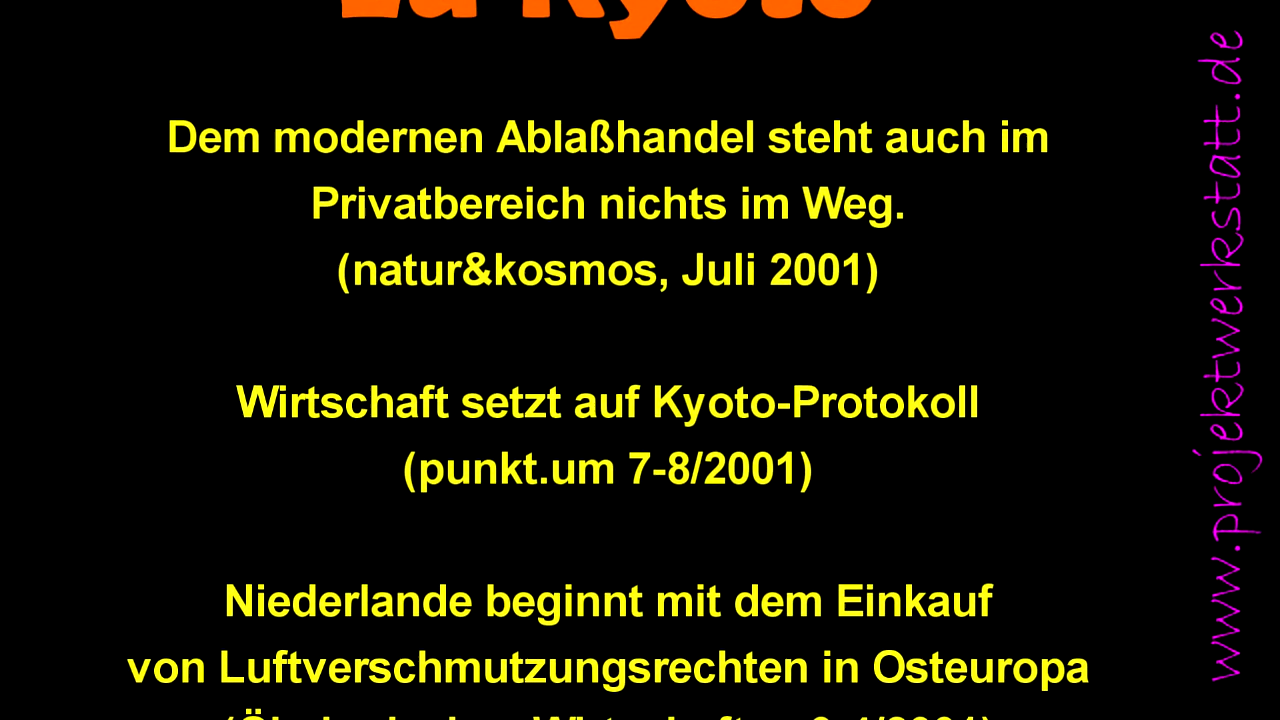 Kyoto
Dem modernen Ablaßhandel steht auch im
Privatbereich nichts im Weg.
(natur&kosmos, Juli 2001)
Wirtschaft setzt auf Kyoto-Protokoll
(punkt.um 7-8/2001)
Niederlande beginnt mit dem Einkauf
von Luftverschmutzungsrechten in Osteuropa
www.projektwerkstatt.de